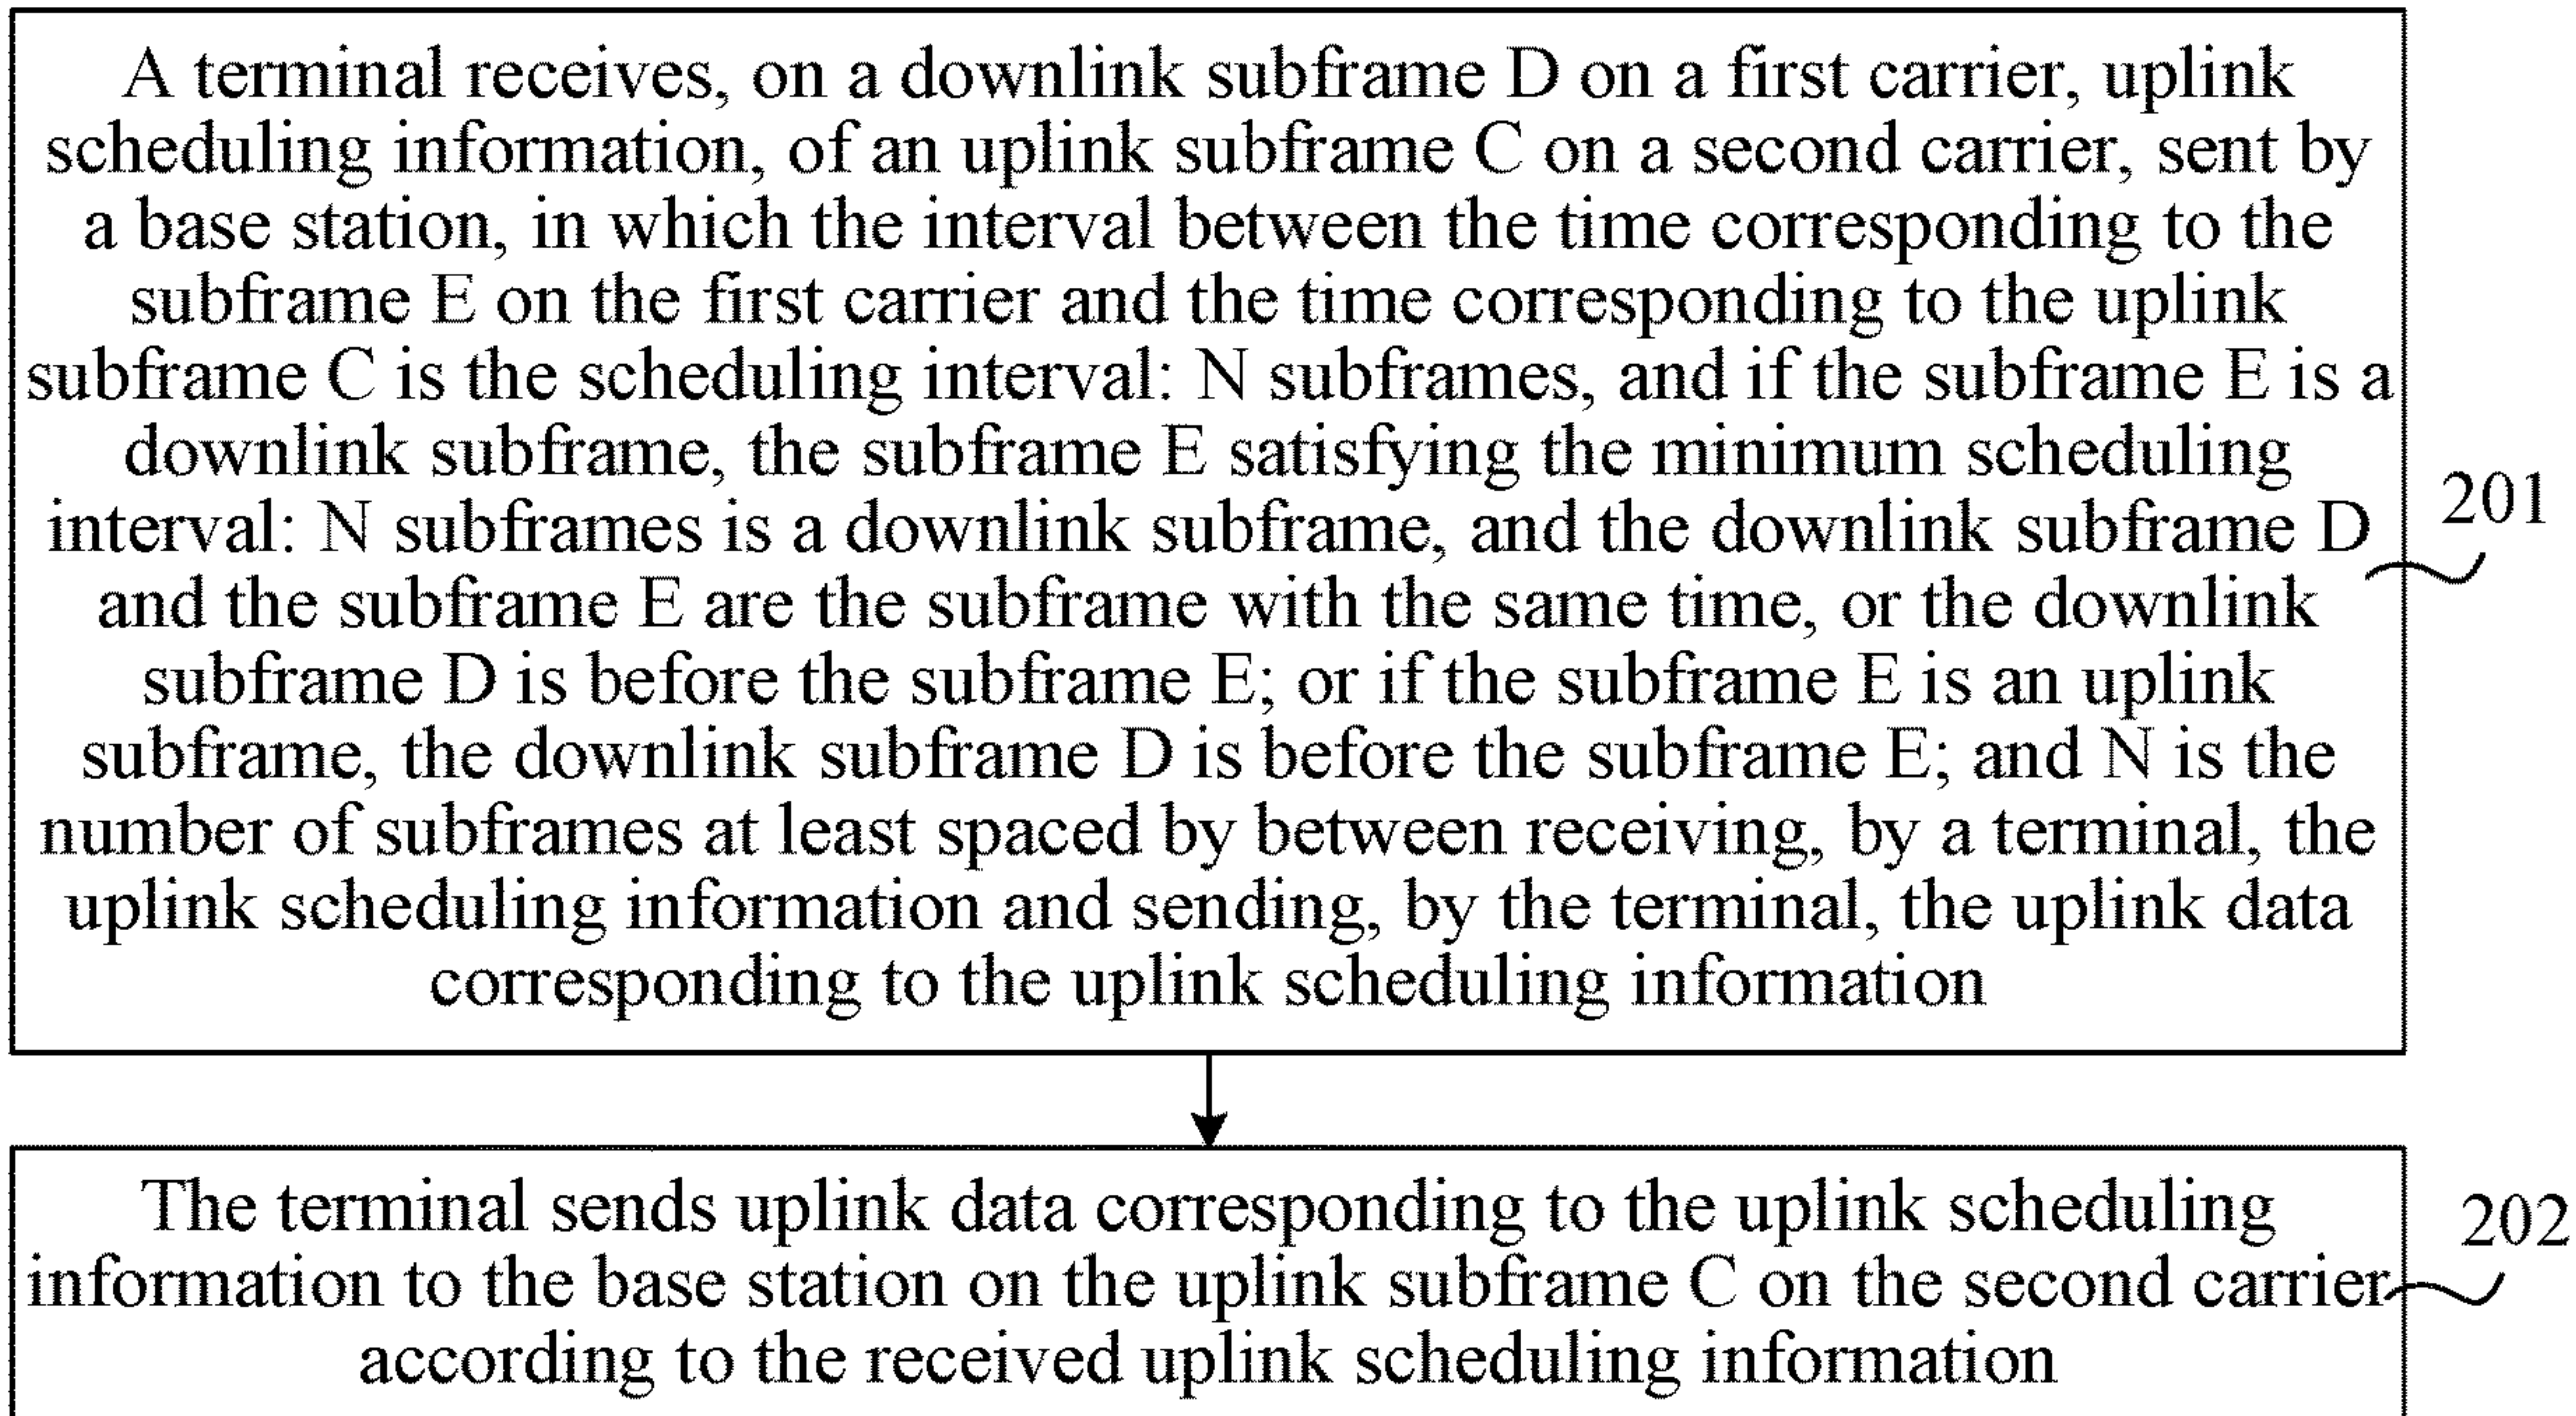 A terminal receives, on a downlink subframe D on a first carrier, uplink
scheduling information, of an uplink subframe C on a second carrier, sent by
a base station, in which the interval between the time corresponding to the
subframe E on the first carrier and the time corresponding to the uplink
subframe C is the scheduling interval: N subframes, and if the subframe E is a
downlink subframe, the subframe E satisfying the minimum scheduling
interval: N subframes is a downlink subframe, and the downlink subframe D
and the subframe E are the subframe with the same time, or the downlink
subframe D is before the subframe E; or if the subframe E is an uplink
subframe, the downlink subframe D is before the subframe E; and N is the
number of subframes at least spaced by between receiving, by a terminal, the
uplink scheduling information and sending, by the terminal, the uplink data
corresponding to the uplink scheduling information
201
The terminal sends uplink data corresponding to the uplink scheduling
information to the base station on the uplink subframe C on the second carrier
according to the received uplink scheduling information
202